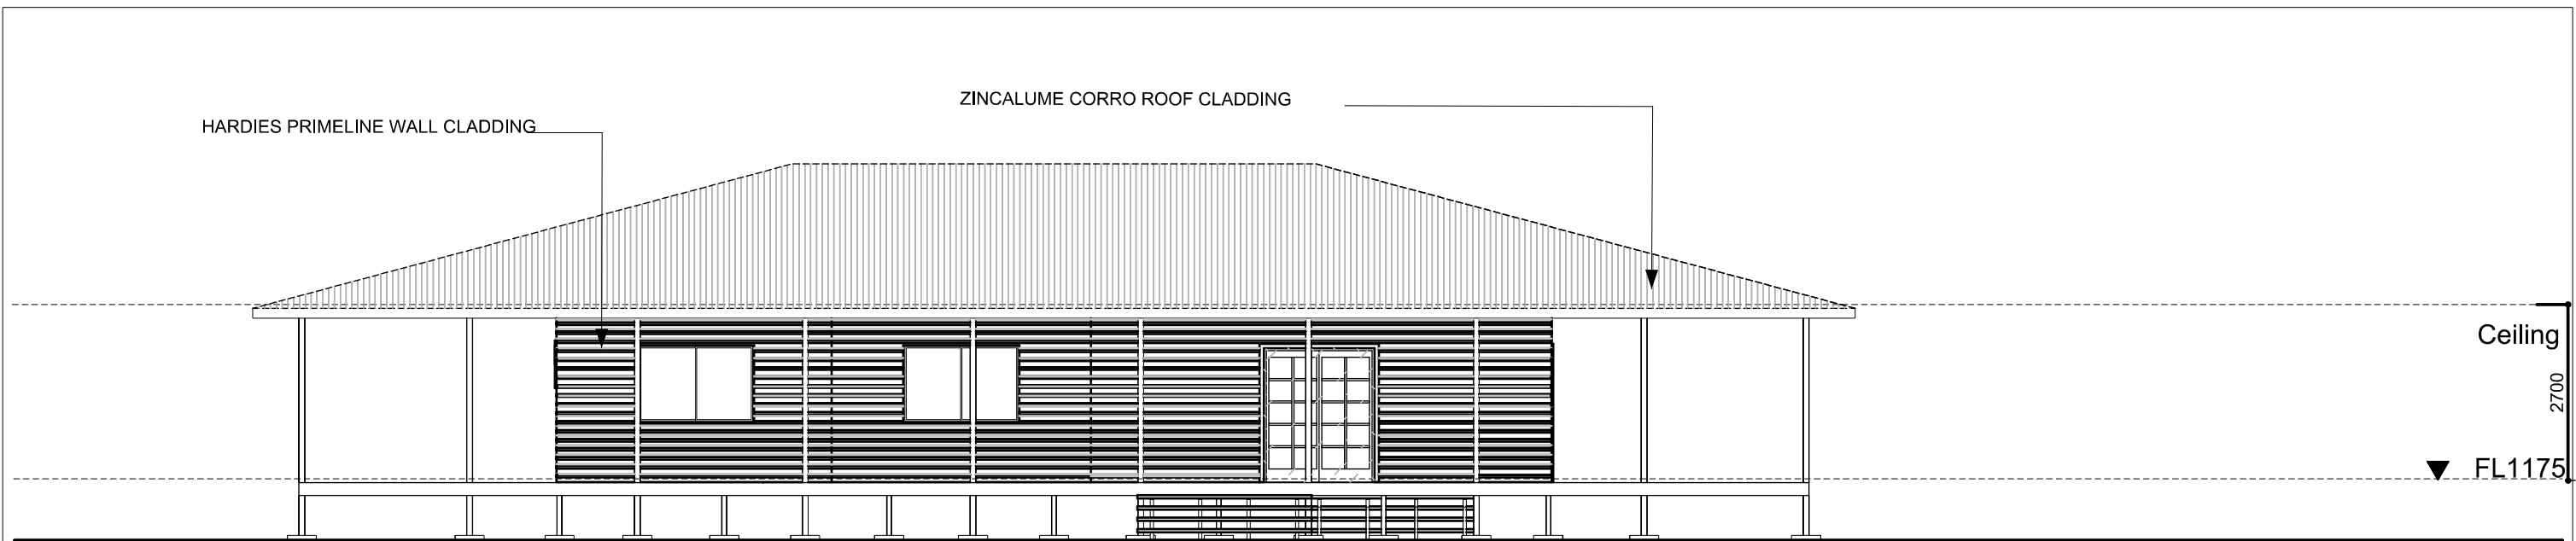 ZINCALUME CORRO ROOF CLADDING
HARDIES PRIMELINE WALL CLADDING
Ceiling
2700
FL1175